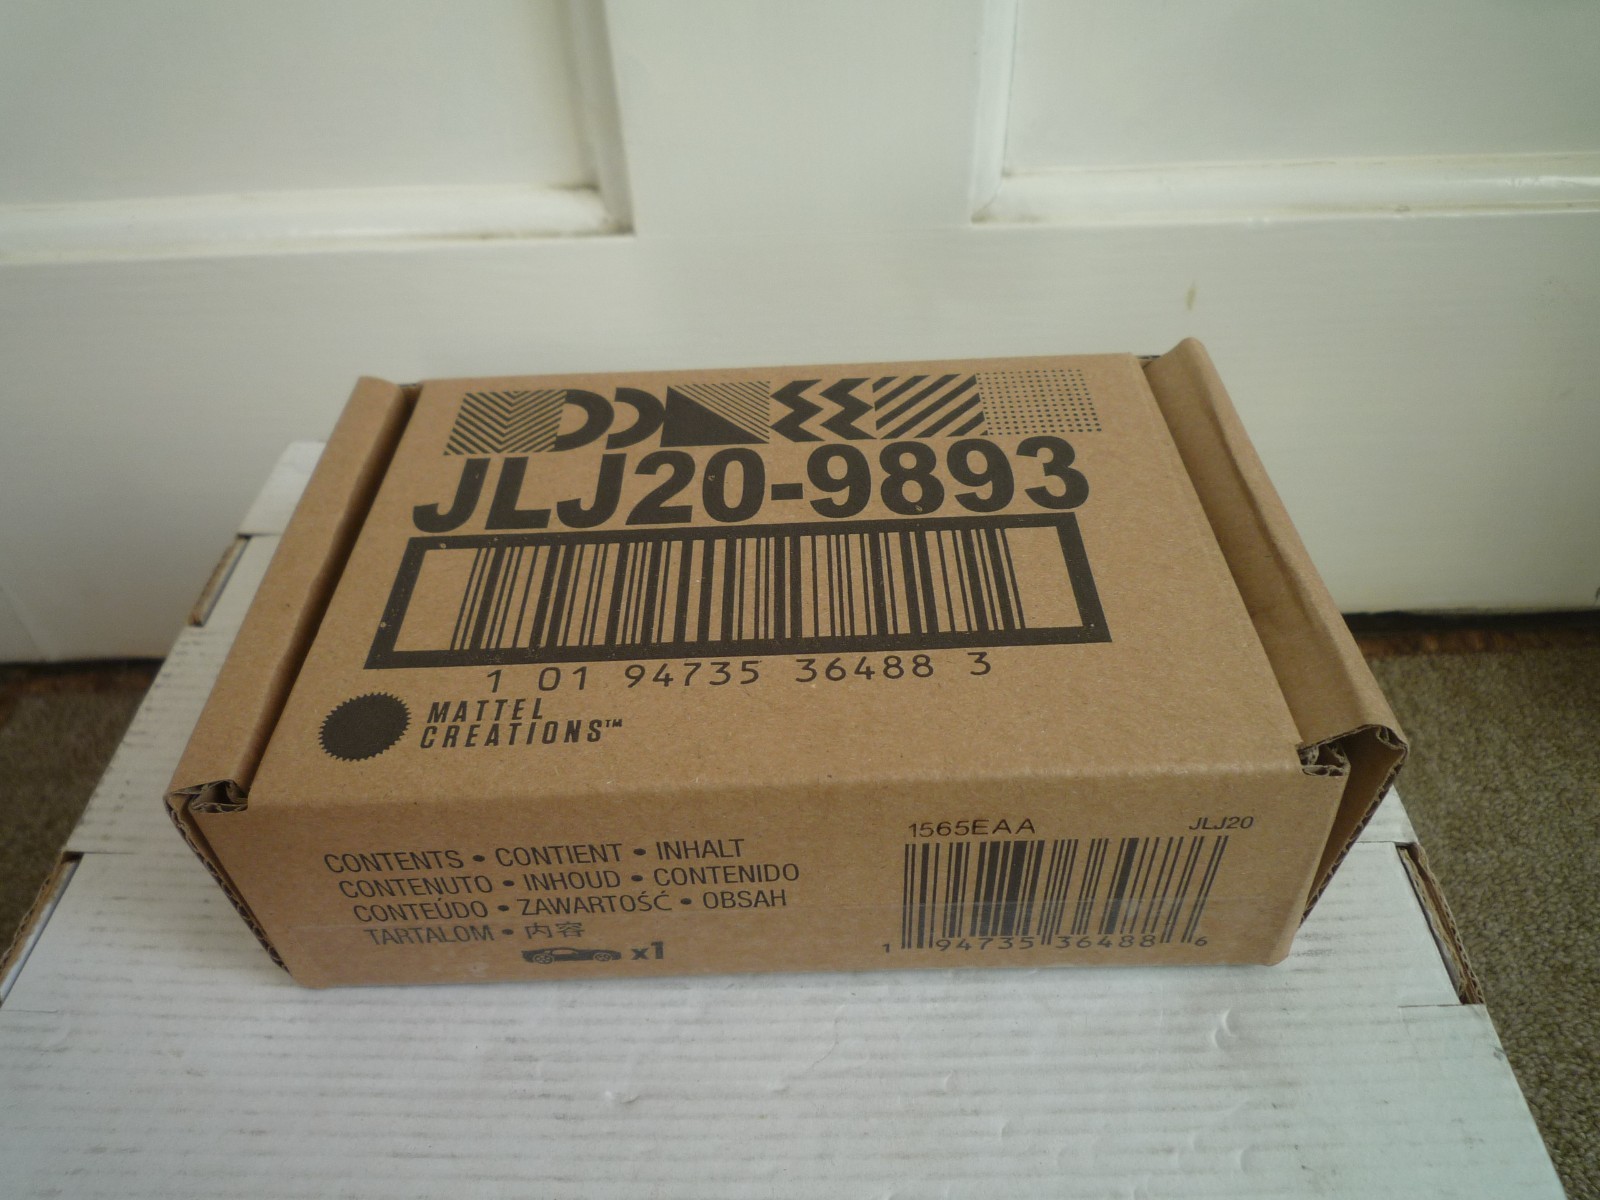 JLJ20-9893
1 01 94735 36488 3
MATTEL
CREATIONS™
CONTENTS • CONTIENT • INHALT
CONTENUTO • INHOUD • CONTENIDO
CONTEÚDO • ZAWARTOŚĆ • OBSAH
TARTALOM • 内容
x1
1565EAA JLJ20
1 94735 36488 6